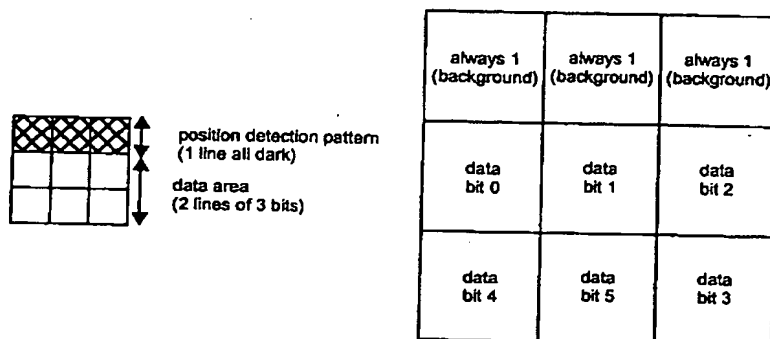 position detection pattern
(1 line all dark)
data area
(2 lines of 3 bits)
always 1
(background)
always 1
(background)
always 1
(background)
data
bit 0
data
bit 1
data
bit 2
data
bit 4
data
bit 5
data
bit 3